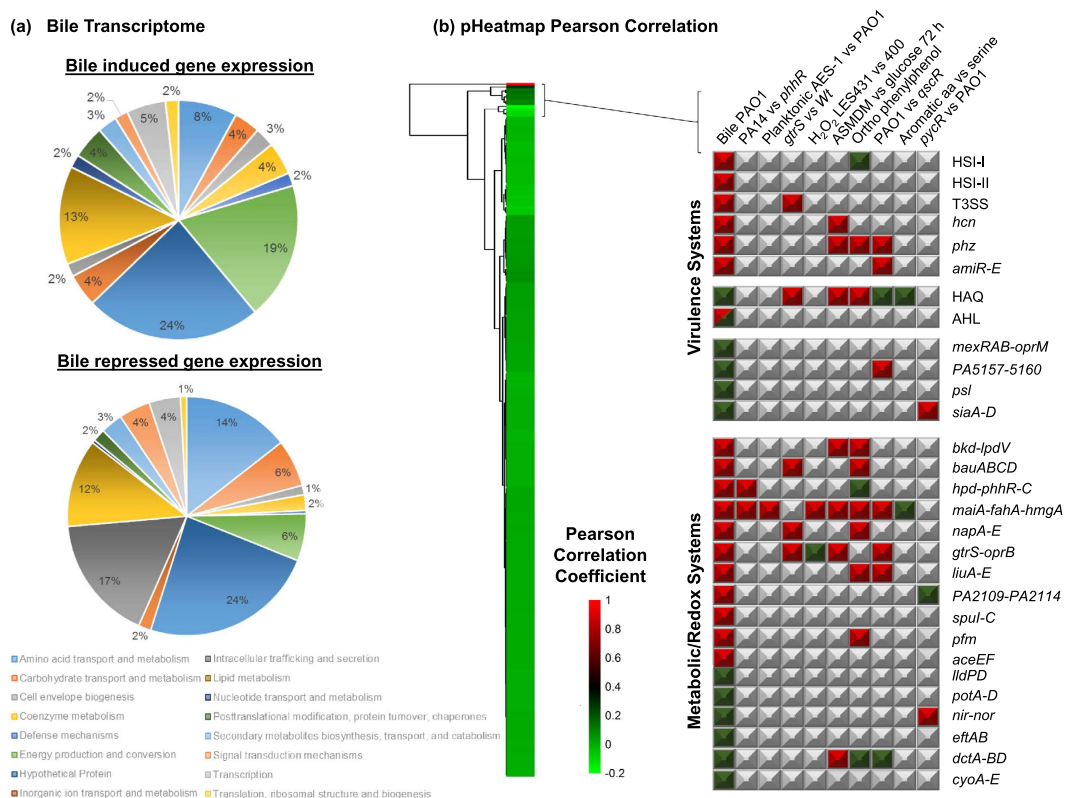 (a) Bile Transcriptome
Bile induced gene expression
2%
8%
4%
3%
4%
2%
19%
24%
4%
2%
13%
2%
4%
3%
2%
5%
Bile repressed gene expression
1%
14%
6%
1%
2%
6%
24%
2%
17%
12%
2%
3%
4%
4%
Amino acid transport and metabolism
Carbohydrate transport and metabolism
Cell envelope biogenesis
Coenzyme metabolism
Defense mechanisms
Energy production and conversion
Hypothetical Protein
Inorganic ion transport and metabolism
Intracellular trafficking and secretion
Lipid metabolism
Nucleotide transport and metabolism
Posttranslational modification, protein turnover, chaperones
Secondary metabolites biosynthesis, transport, and catabolism
Signal transduction mechanisms
Transcription
Translation, ribosomal structure and biogenesis
(b) pHeatmap Pearson Correlation
Bile PAO1
PA14 vs phhR
Planktonic AES-1 vs PAO1
gtrS vs Wt
H2O2 ES431 vs 400
ASMDM vs glucose 72 h
Ortho phenylphenol
PAO1 vs qscR
Aromatic aa vs serine
pycR vs PAO1
Virulence Systems
HSI-I
HSI-II
T3SS
hcn
phz
amiR-E
HAQ
AHL
mexRAB-oprM
PA5157-5160
psl
siaA-D
Metabolic/Redox Systems
bkd-lpdV
bauABCD
hpd-phhR-C
maiA-fahA-hmgA
napA-E
gtrS-oprB
liuA-E
PA2109-PA2114
spuI-C
pfm
aceEF
lldPD
potA-D
nir-nor
eftAB
dctA-BD
cyoA-E
Pearson
Correlation
Coefficient
1
0.8
0.6
0.4
0.2
0
-0.2